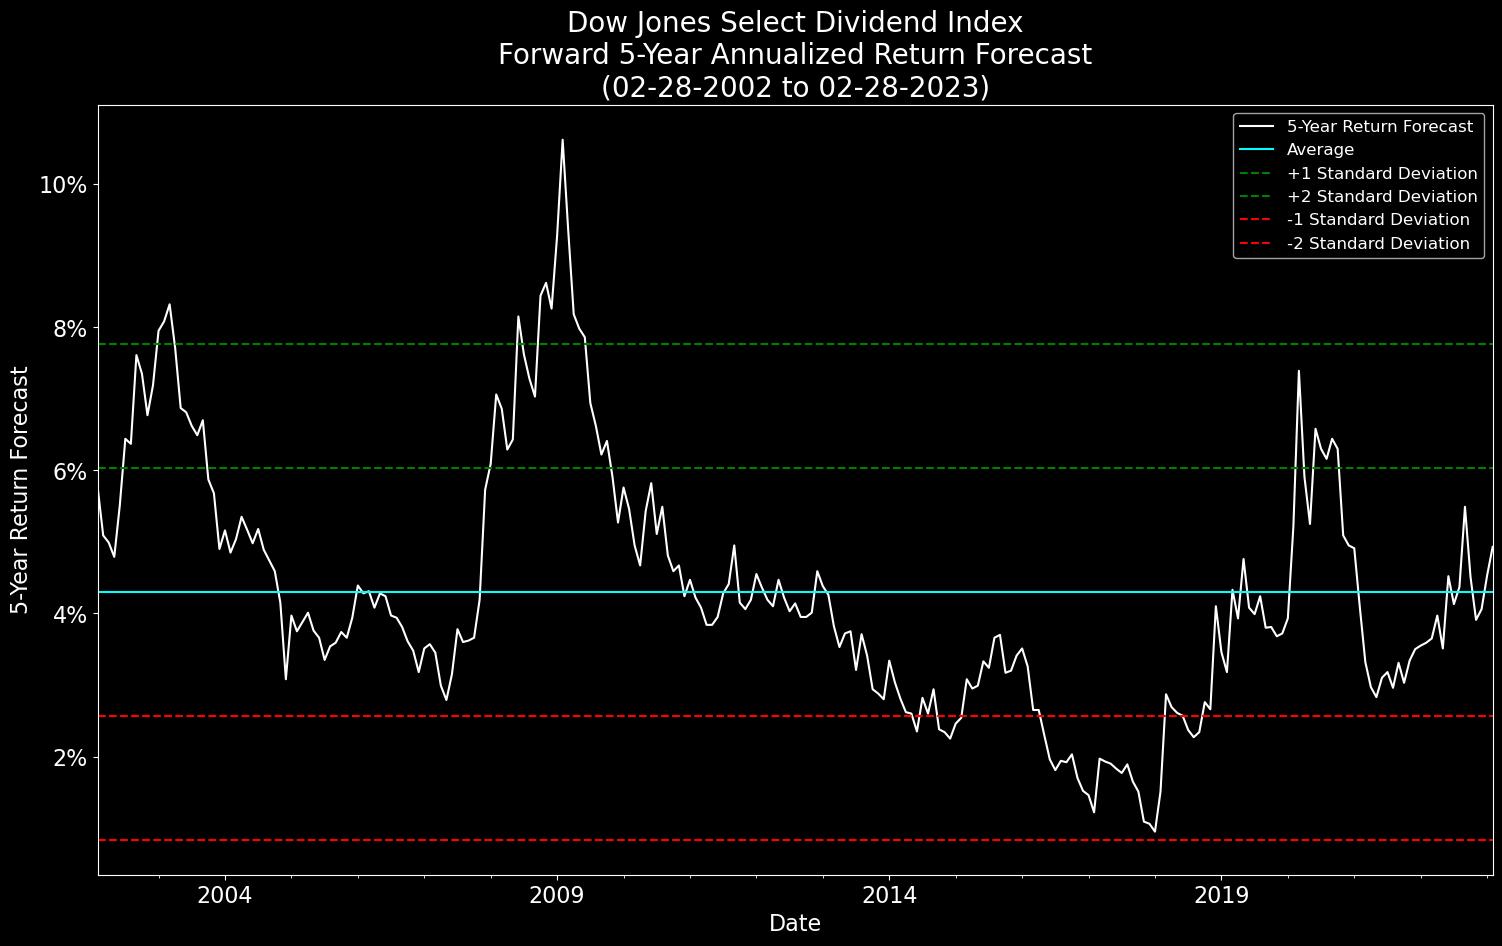 Dow Jones Select Dividend Index
Forward 5-Year Annualized Return Forecast
(02-28-2002 to 02-28-2023)
5-Year Return Forecast
Average
+1 Standard Deviation
+2 Standard Deviation
-1 Standard Deviation
-2 Standard Deviation
5-Year Return Forecast
10%
8%
6%
4%
2%
2004
2009
2014
2019
Date